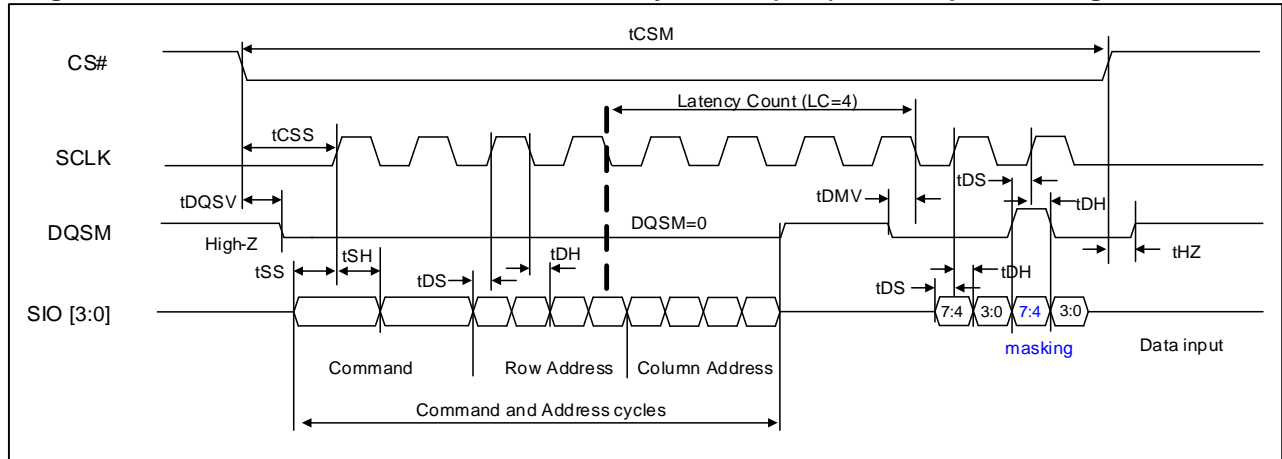 tCSM
CS#
Latency Count (LC=4)
tCSS
SCLK
tDS
tDQSV
tDMV
tDH
DQSM
DQSM=0
High-Z
tHZ
tSS
tSH
tDH
tDS
tDH
tDS
SIO [3:0]
7:4
3:0
7:4
3:0
masking
Data input
Command
Row Address
Column Address
Command and Address cycles